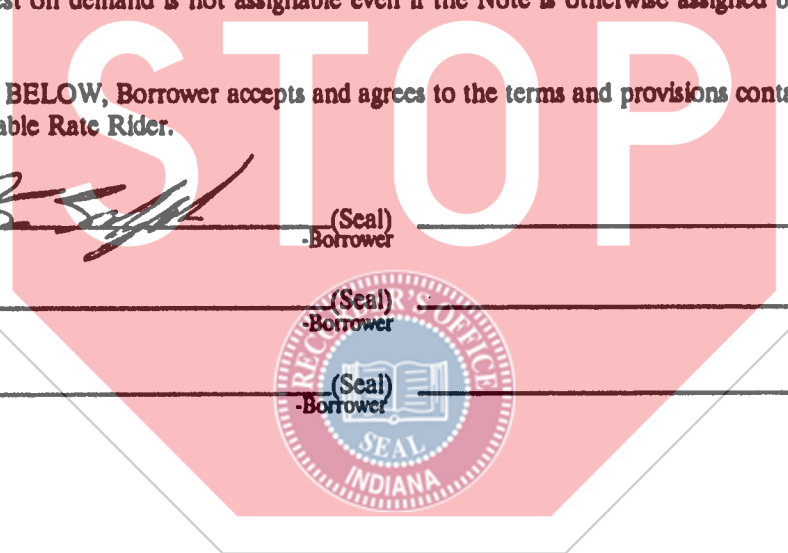 est on demand is not assignable even if the Note is otherwise assigned
BELOW, Borrower accepts and agrees to the terms and provisions conta
able Rate Rider.
STOP
(Seal)
-Borrower
(Seal)
-Borrower
(Seal)
-Borrower
RECORDER'S OFFICE
SEAL
INDIANA